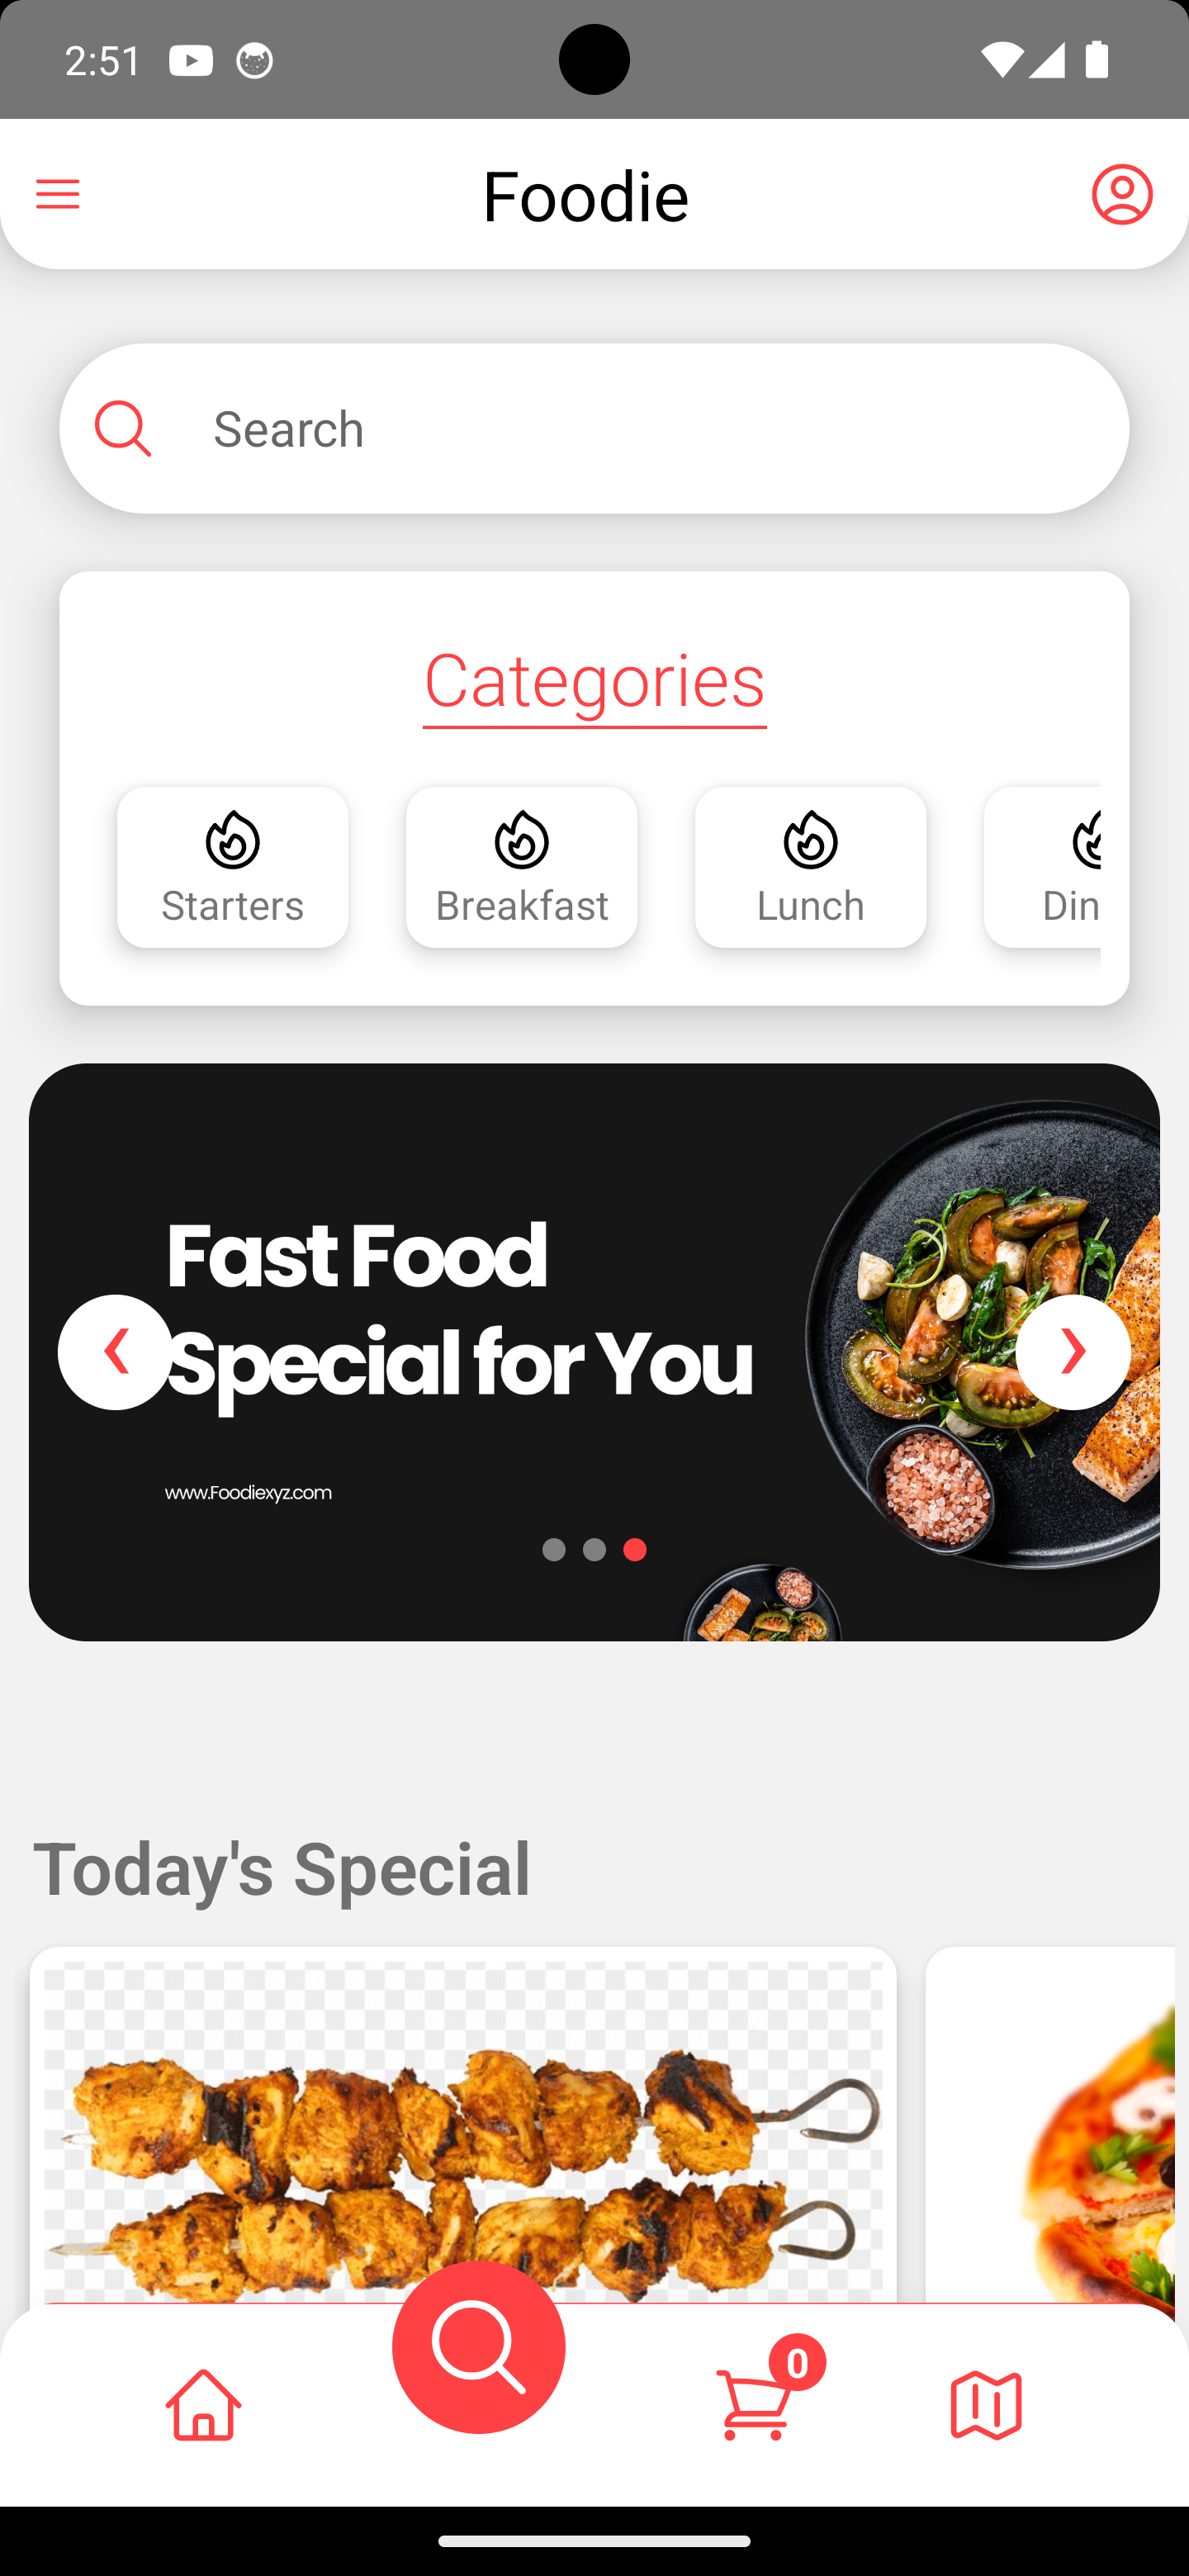 2:51
Foodie
Search
Categories
Starters
Breakfast
Lunch
Din
Fast Food
Special for You
www.Foodiexyz.com
Today's Special
0